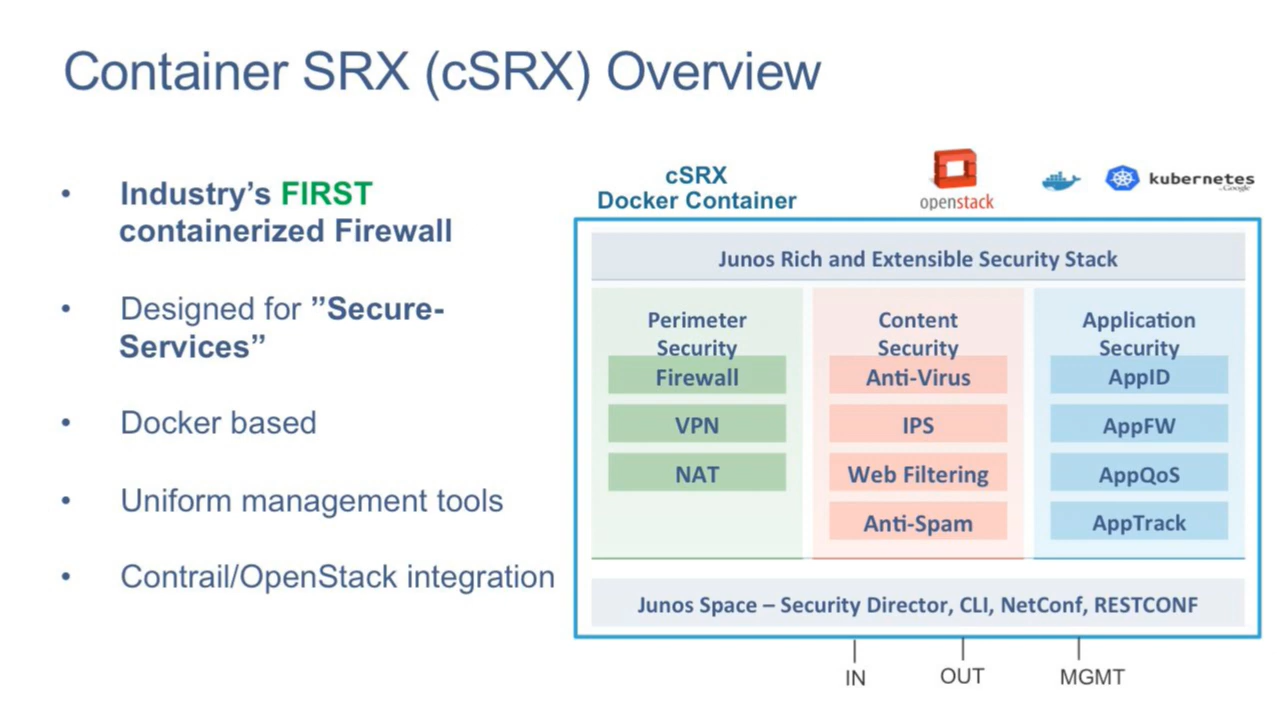 Container SRX (cSRX) Overview
• Industry's FIRST
containerized Firewall
• Designed for ”Secure-
Services”
• Docker based
• Uniform management tools
• Contrail/OpenStack integration
cSRX
Docker Container
openstack
kubernetes
by Google
Junos Rich and Extensible Security Stack
Perimeter
Security
Firewall
VPN
NAT
Content
Security
Anti-Virus
IPS
Web Filtering
Anti-Spam
Application
Security
AppID
AppFW
AppQoS
AppTrack
Junos Space – Security Director, CLI, NetConf, RESTCONF
IN
OUT
MGMT